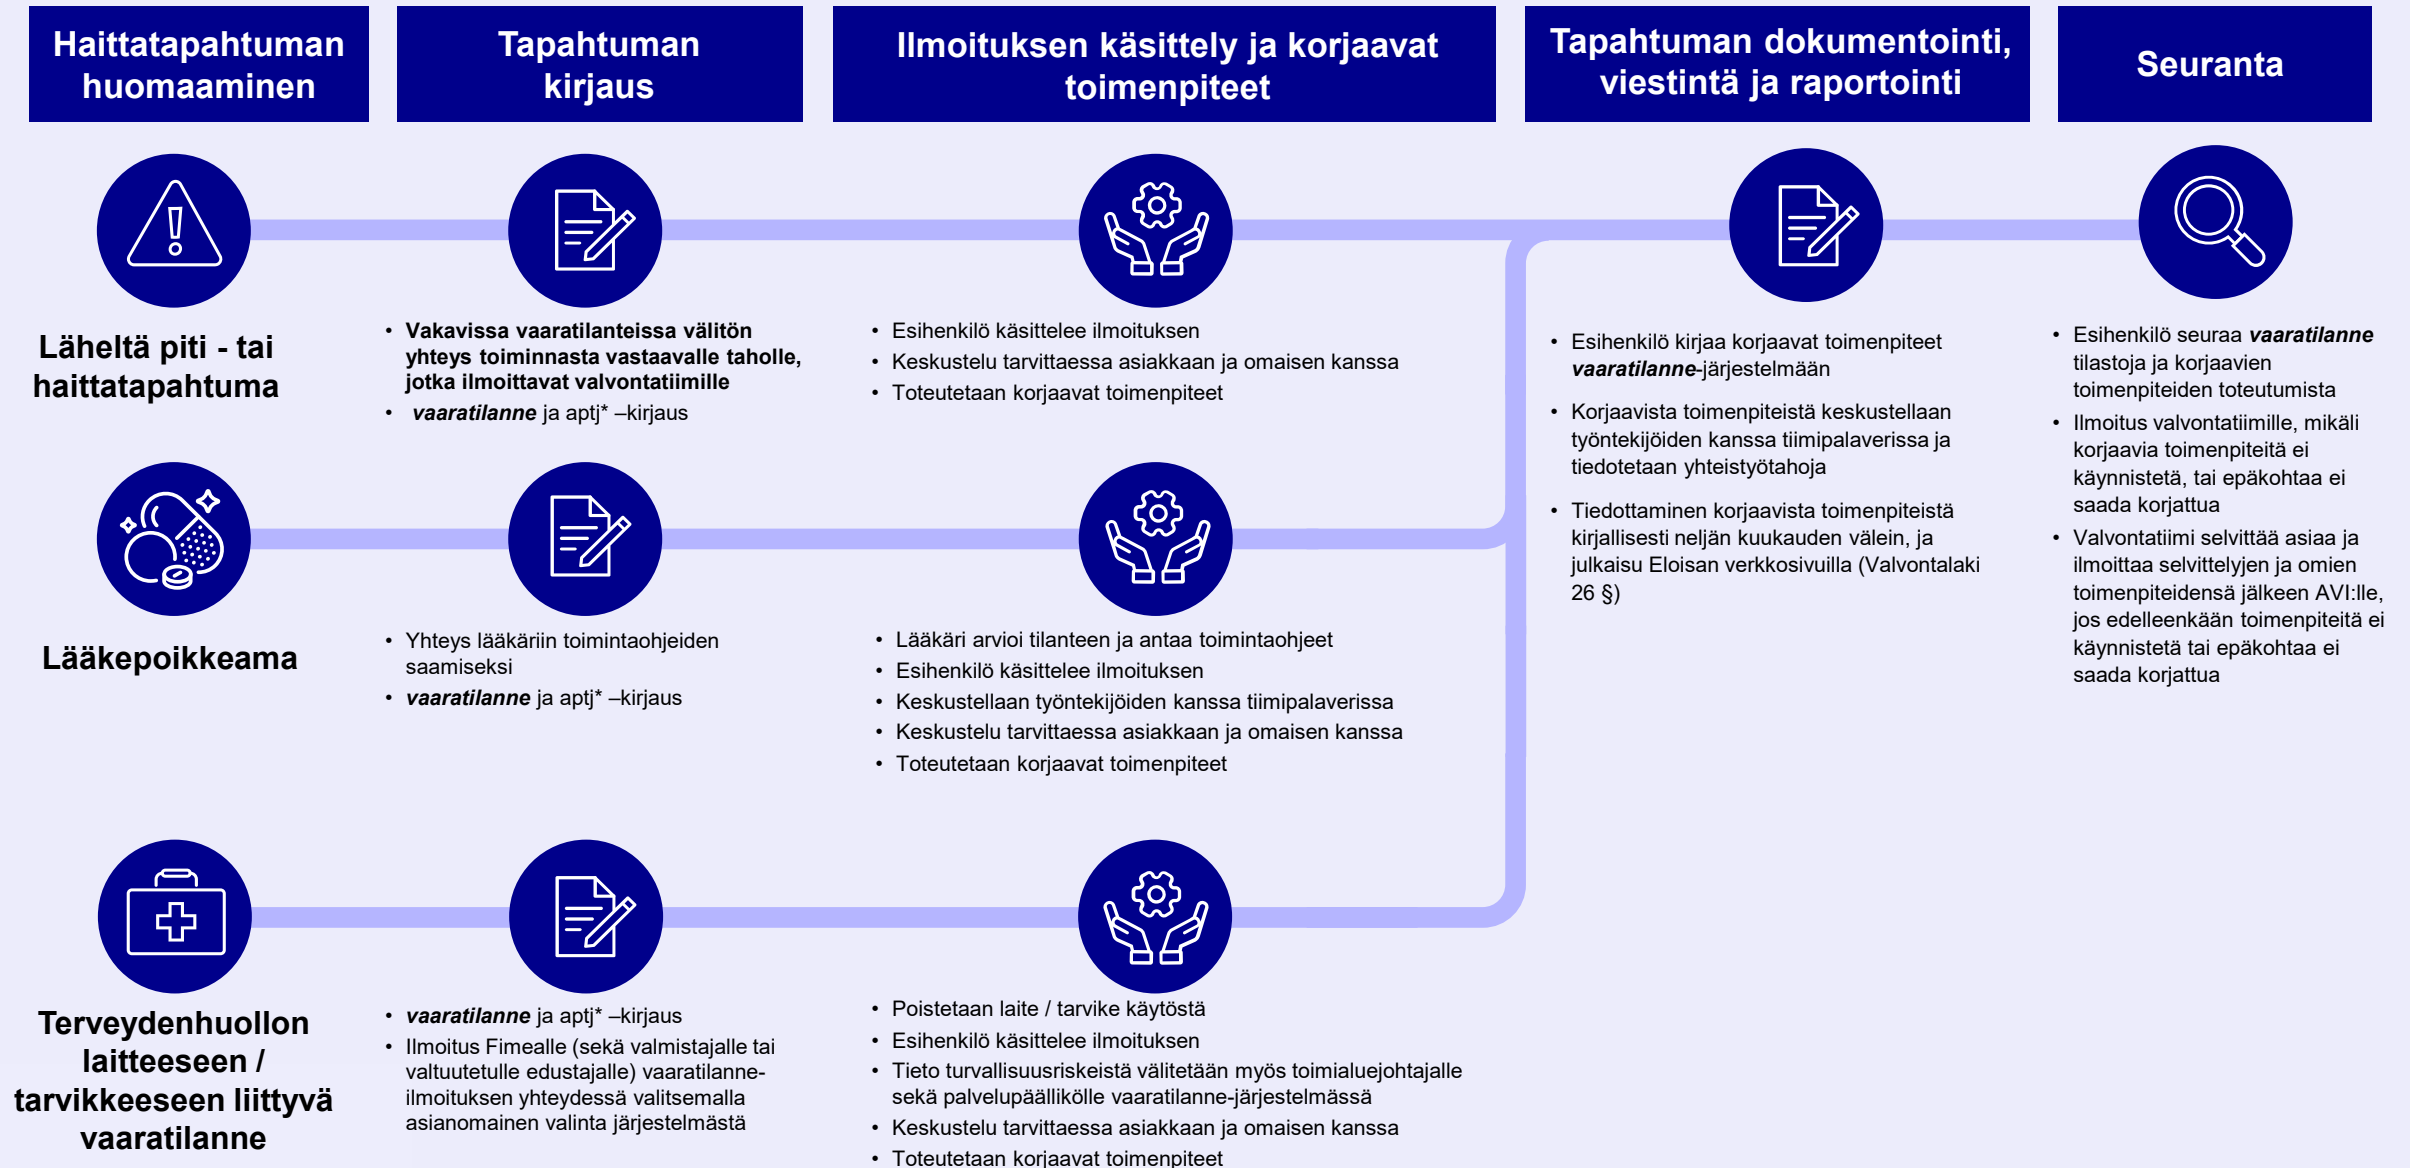 Haittatapahtuman
huomaaminen
Tapahtuman
kirjaus
Ilmoituksen käsittely ja korjaavat
toimenpiteet
Tapahtuman dokumentointi,
viestintä ja raportointi
Seuranta
Läheltä piti - tai
haittatapahtuma
• Vakavissa vaaratilanteissa välitön
yhteys toiminnasta vastaavalle taholle,
jotka ilmoittavat valvontatiimille
• vaaratilanne ja aptj* –kirjaus
• Esihenkilö käsittelee ilmoituksen
• Keskustelu tarvittaessa asiakkaan ja omaisen kanssa
• Toteutetaan korjaavat toimenpiteet
• Esihenkilö kirjaa korjaavat toimenpiteet
vaaratilanne-järjestelmään
• Korjaavista toimenpiteistä keskustellaan
työntekijöiden kanssa tiimipalaverissa ja
tiedotetaan yhteistyötahoja
• Tiedottaminen korjaavista toimenpiteistä
kirjallisesti neljän kuukauden välein, ja
julkaisu Eloisan verkkosivuilla (Valvontalaki
26 §)
• Esihenkilö seuraa vaaratilanne
tilastoja ja korjaavien
toimenpiteiden toteutumista
• Ilmoitus valvontatiimille, mikäli
korjaavia toimenpiteitä ei
käynnistetä, tai epäkohtaa ei
saada korjattua
• Valvontatiimi selvittää asiaa ja
ilmoittaa selvittelyjen ja omien
toimenpiteidensä jälkeen AVI:lle,
jos edelleenkään toimenpiteitä ei
käynnistetä tai epäkohtaa ei
saada korjattua
Lääkepoikkeama
• Yhteys lääkäriin toimintaohjeiden
saamiseksi
• vaaratilanne ja aptj* –kirjaus
• Lääkäri arvioi tilanteen ja antaa toimintaohjeet
• Esihenkilö käsittelee ilmoituksen
• Keskustellaan työntekijöiden kanssa tiimipalaverissa
• Keskustelu tarvittaessa asiakkaan ja omaisen kanssa
• Toteutetaan korjaavat toimenpiteet
Terveydenhuollon
laitteeseen /
tarvikkeeseen liittyvä
vaaratilanne
• vaaratilanne ja aptj* –kirjaus
• Ilmoitus Fimealle (sekä valmistajalle tai
valtuutetulle edustajalle) vaaratilanne-
ilmoituksen yhteydessä valitsemalla
asianomainen valinta järjestelmästä
• Poistetaan laite / tarvike käytöstä
• Esihenkilö käsittelee ilmoituksen
• Tieto turvallisuusriskeistä välitetään myös toimialuejohtajalle
sekä palvelupäällikölle vaaratilanne-järjestelmässä
• Keskustelu tarvittaessa asiakkaan ja omaisen kanssa
• Toteutetaan korjaavat toimenpiteet